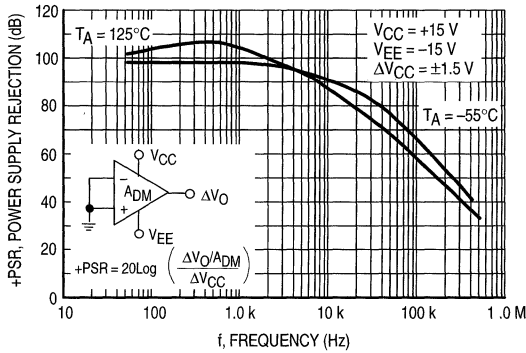 +PSR, POWER SUPPLY REJECTION (dB)
120
100
80
60
40
20
0
T_A = 125°C
V_CC = +15 V
V_EE = −15 V
ΔV_CC = ±1.5 V
T_A = −55°C
V_CC
−
A_DM
+
ΔV_O
V_EE
+PSR = 20Log (ΔV_O/A_DM / ΔV_CC)
10 100 1.0 k 10 k 100 k 1.0 M
f, FREQUENCY (Hz)